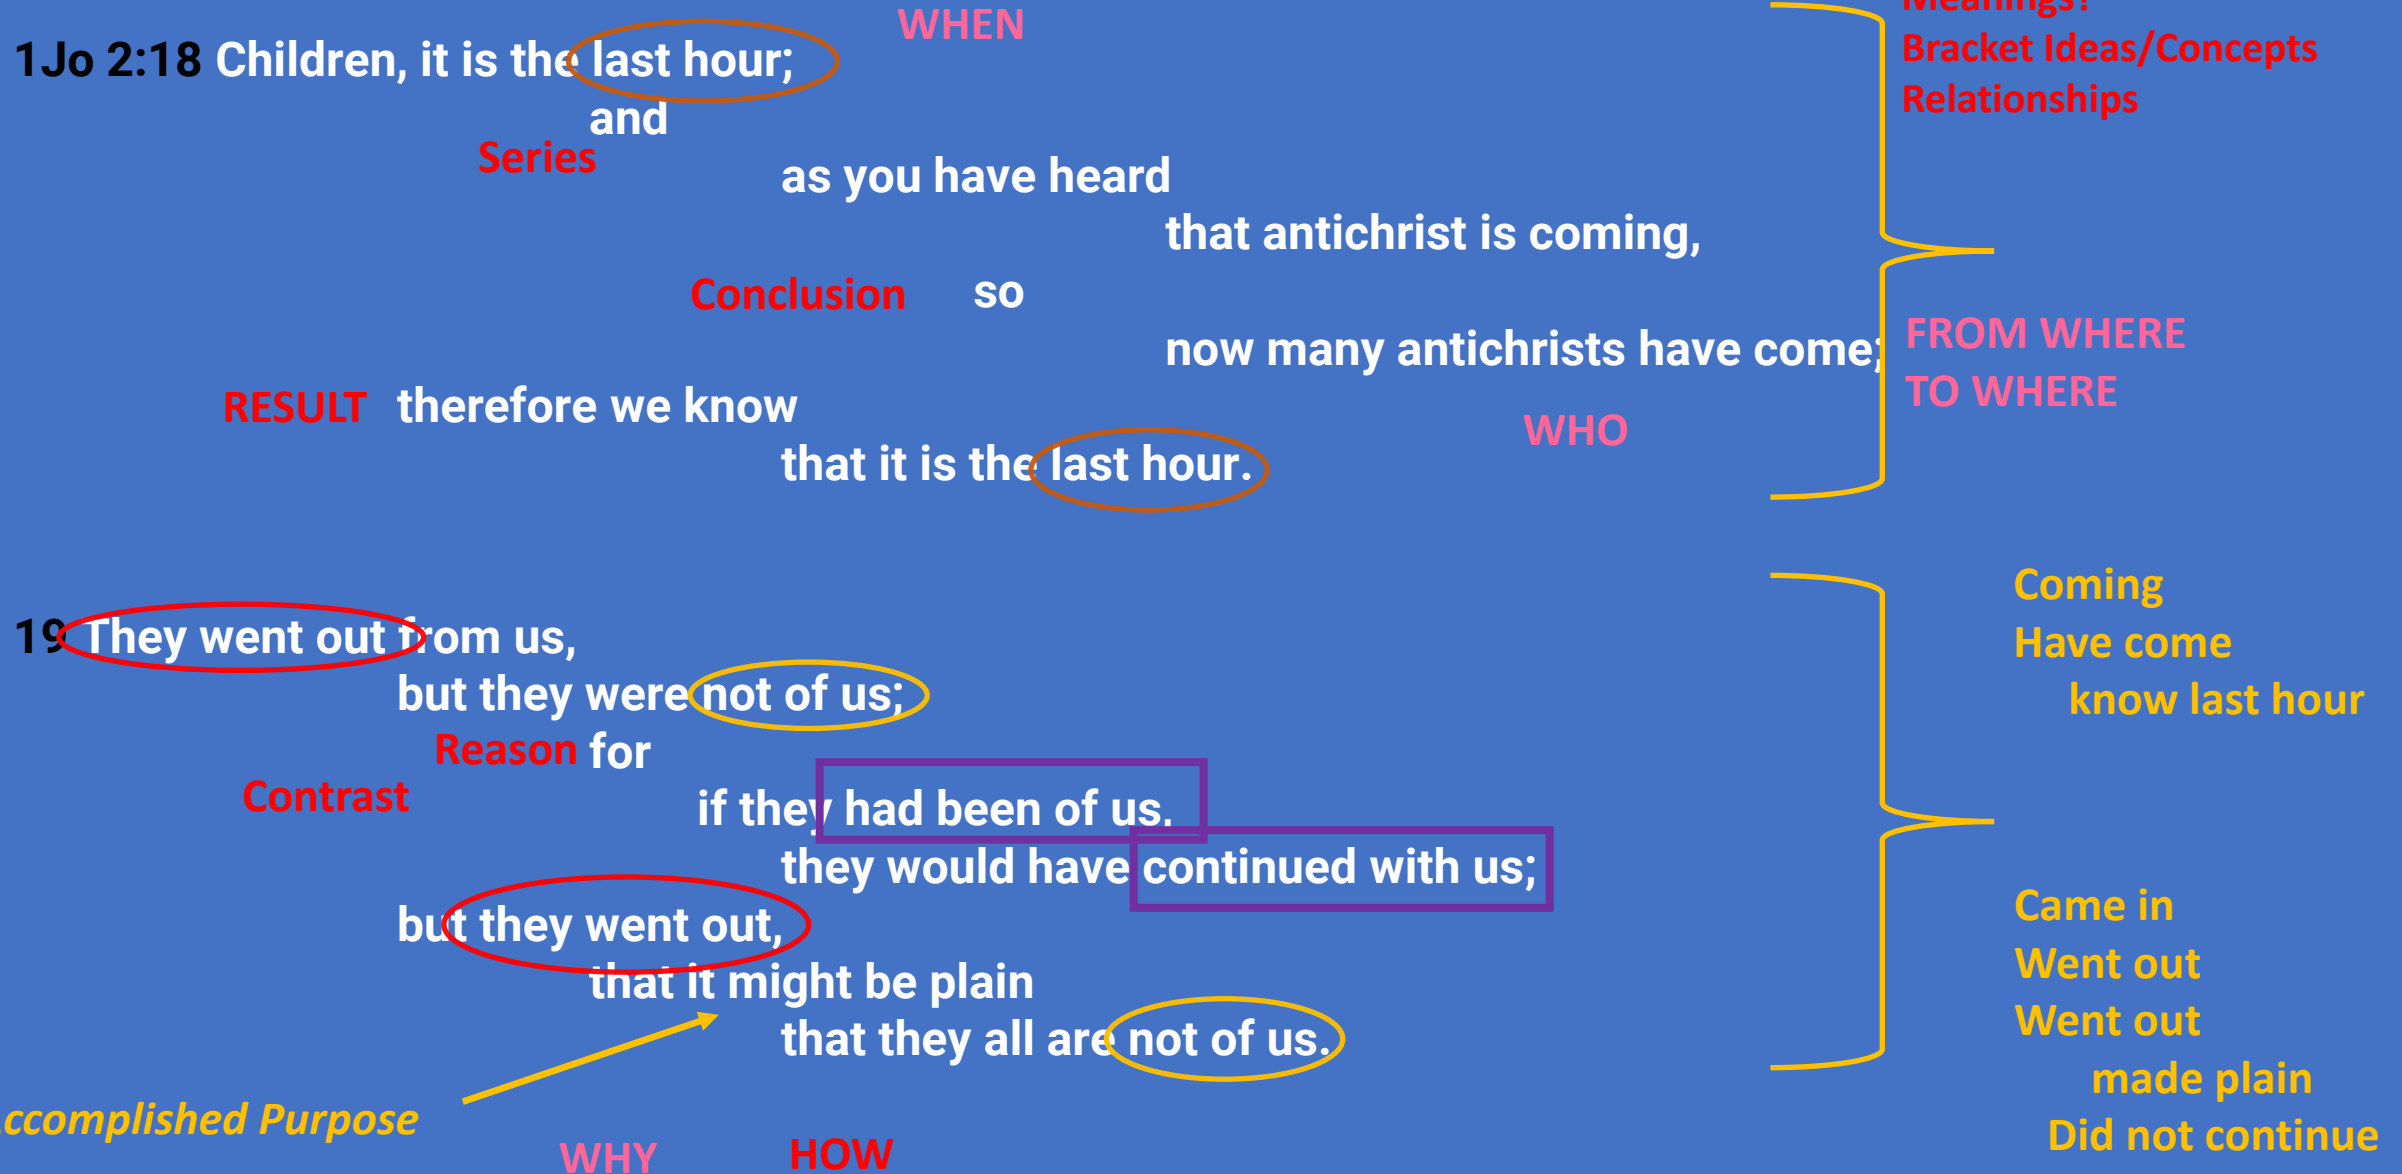 WHEN
1Jo 2:18 Children, it is the last hour;
and
Series
as you have heard
that antichrist is coming,
Conclusion so
now many antichrists have come;
RESULT therefore we know
WHO
that it is the last hour.
Meanings?
Bracket Ideas/Concepts
Relationships
FROM WHERE
TO WHERE
19 They went out from us,
but they were not of us;
Reason for
Contrast
if they had been of us,
they would have continued with us;
but they went out,
that it might be plain
that they all are not of us.
ccomplished Purpose
WHY HOW
Coming
Have come
know last hour
Came in
Went out
Went out
made plain
Did not continue